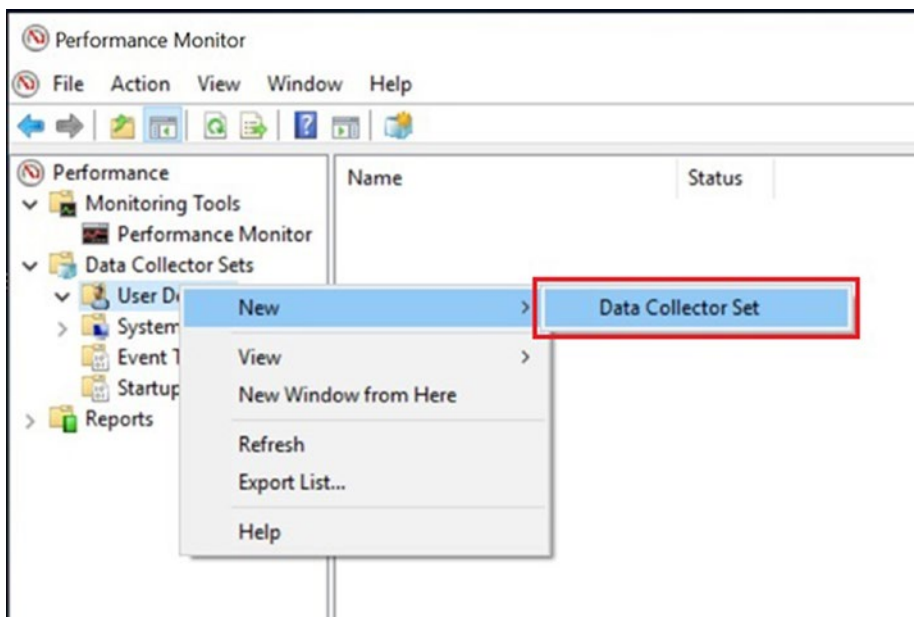 Performance Monitor
File Action View Window Help
Performance
Monitoring Tools
Performance Monitor
Data Collector Sets
User De
System
Event T
Startup
Reports
Name Status
New
View
New Window from Here
Refresh
Export List...
Help
Data Collector Set